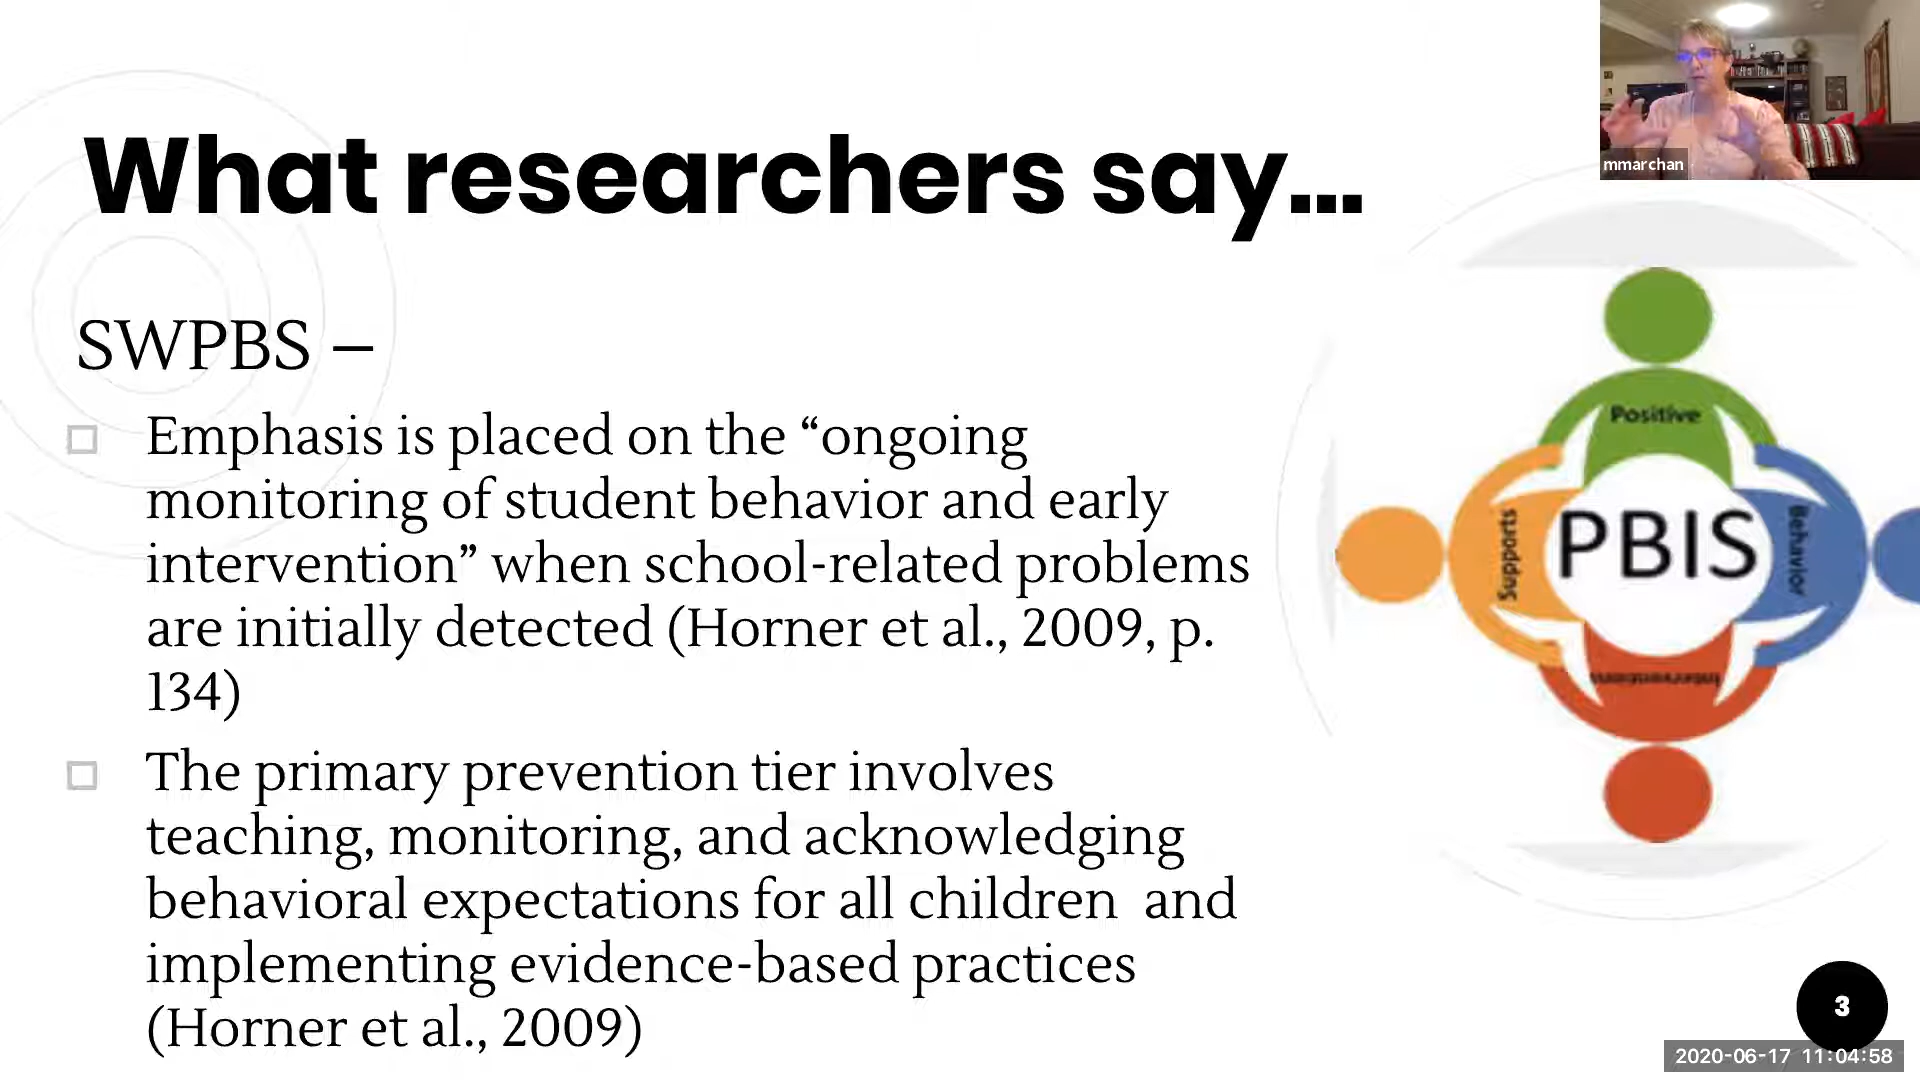 mmarchan
What researchers say...
SWPBS –
Emphasis is placed on the “ongoing
monitoring of student behavior and early
intervention” when school-related problems
are initially detected (Horner et al., 2009, p.
134)
The primary prevention tier involves
teaching, monitoring, and acknowledging
behavioral expectations for all children  and
implementing evidence-based practices
(Horner et al., 2009)
Positive
Supports
PBIS
Behavior
Interventions
3
2020-06-17 11:04:58